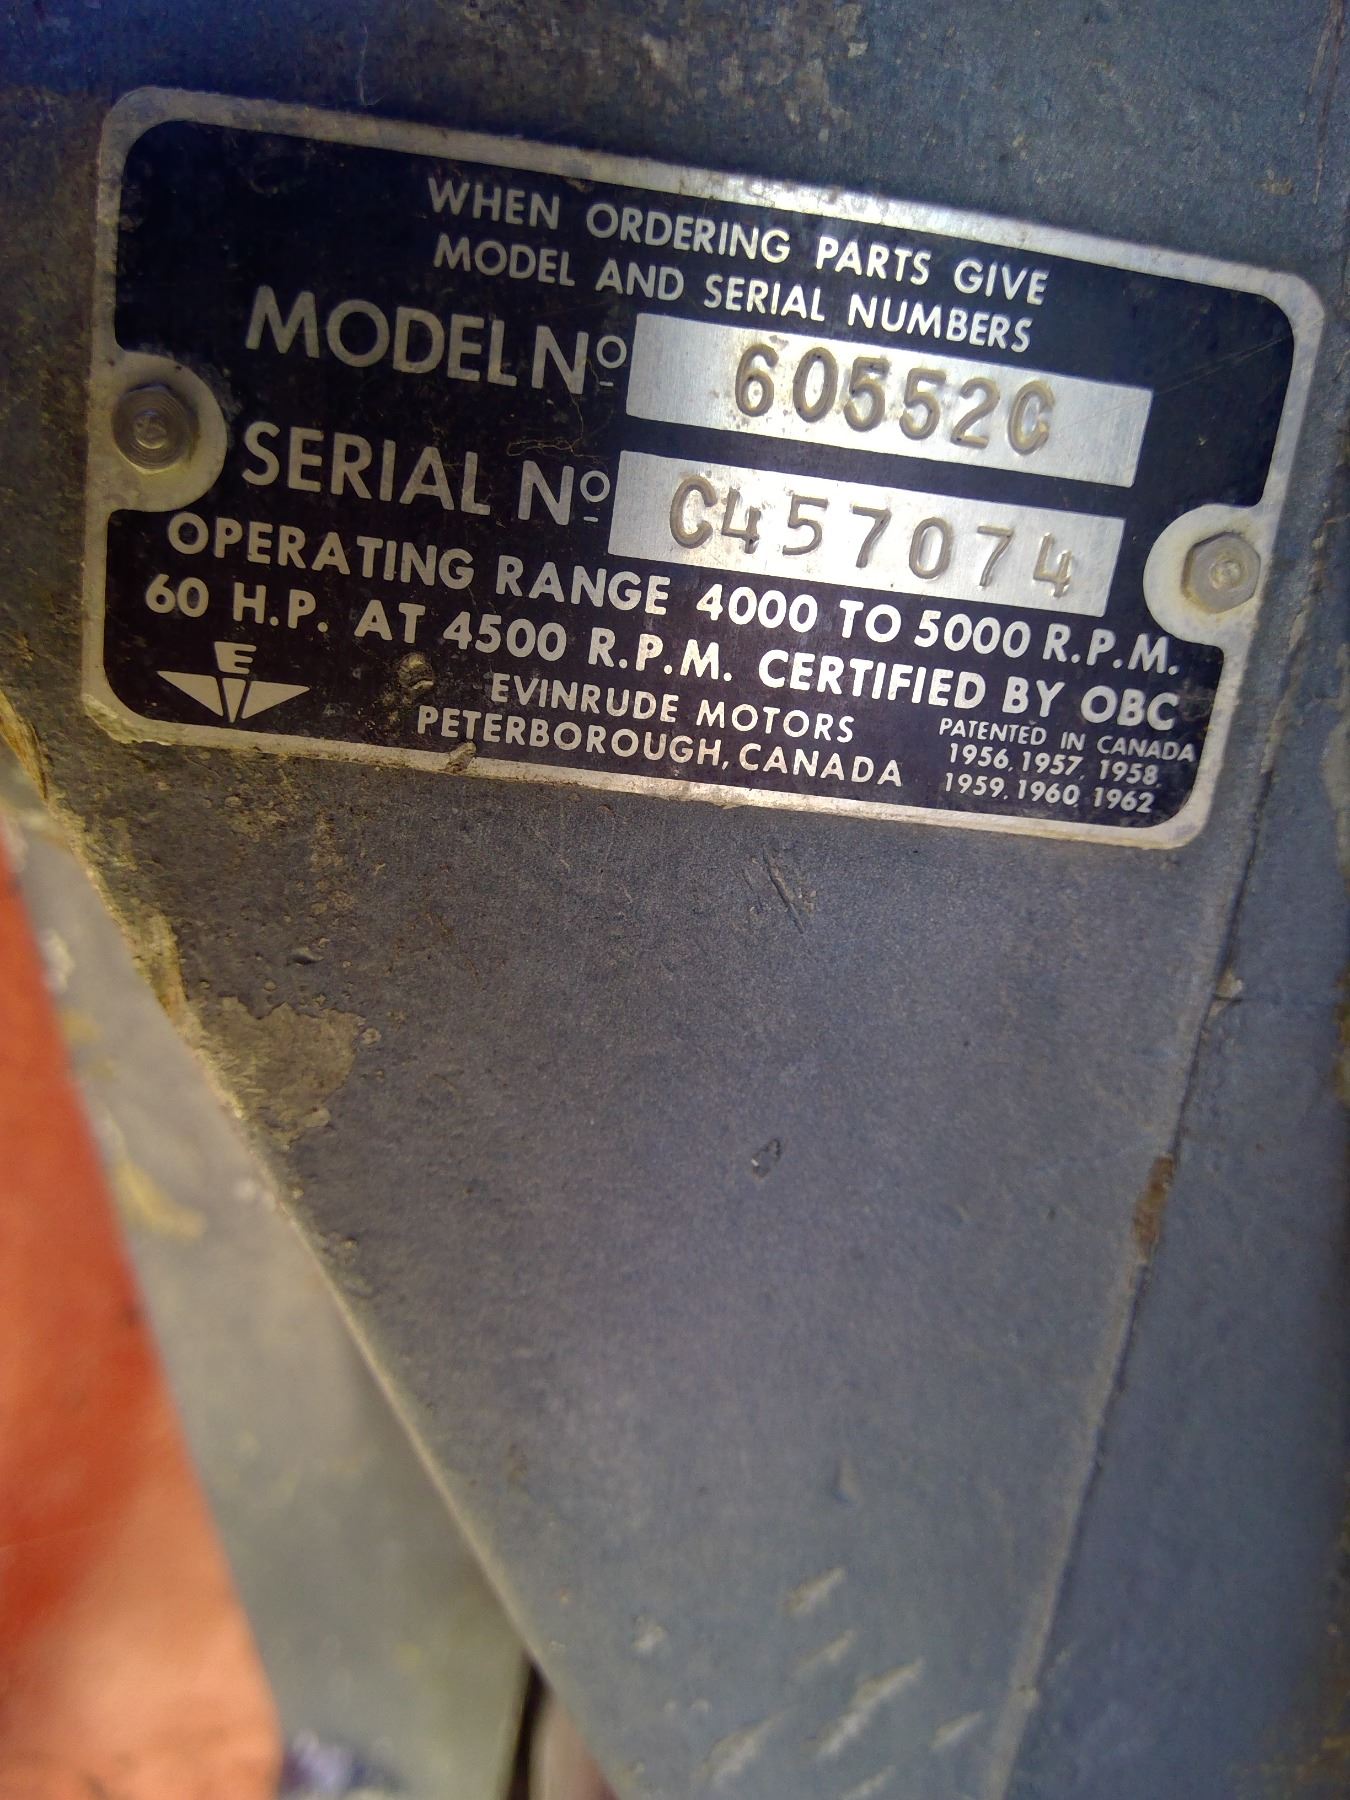 WHEN ORDERING PARTS GIVE
MODEL AND SERIAL NUMBERS
MODEL No 60552C
SERIAL No C457074
OPERATING RANGE 4000 TO 5000 R.P.M.
60 H.P. AT 4500 R.P.M. CERTIFIED BY OBC
E
EVINRUDE MOTORS
PETERBOROUGH, CANADA
PATENTED IN CANADA
1956, 1957, 1958,
1959, 1960, 1962